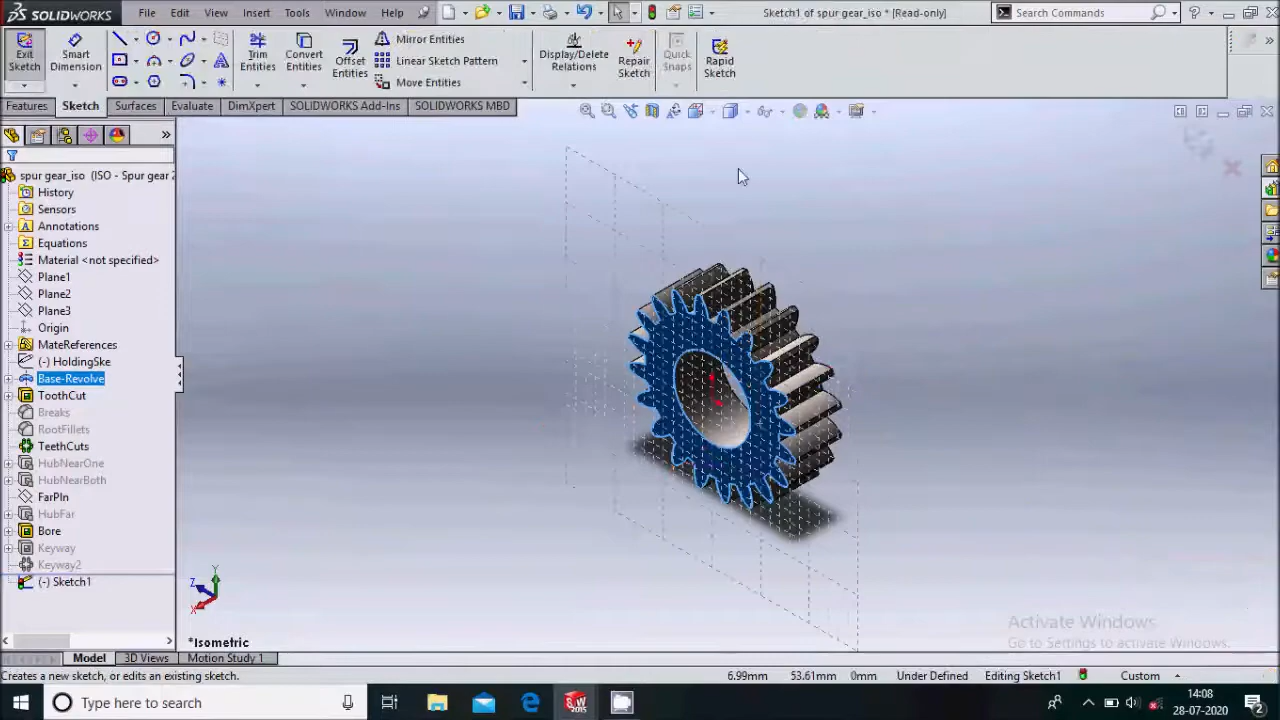 SOLIDWORKS File Edit View Insert Tools Window Help Sketch1 of spur gear_iso * [Read-only] Search Commands
Exit Sketch
Smart Dimension
Trim Entities
Convert Entities
Offset Entities
Mirror Entities
Linear Sketch Pattern
Move Entities
Display/Delete Relations
Repair Sketch
Quick Snaps
Rapid Sketch
Features Sketch Surfaces Evaluate DimXpert SOLIDWORKS Add-Ins SOLIDWORKS MBD
spur gear_iso (ISO - Spur gear 2
History
Sensors
Annotations
Equations
Material <not specified>
Plane1
Plane2
Plane3
Origin
MateReferences
(-) HoldingSke
Base-Revolve
ToothCut
Breaks
RootFillets
TeethCuts
HubNearOne
HubNearBoth
FarPln
HubFar
Bore
Keyway
Keyway2
(-) Sketch1
Y
Z
X
*Isometric
Activate Windows
Go to Settings to activate Windows.
Model 3D Views Motion Study 1
Creates a new sketch, or edits an existing sketch. 6.99mm 53.61mm 0mm Under Defined Editing Sketch1 Custom
Type here to search
14:08
28-07-2020
2